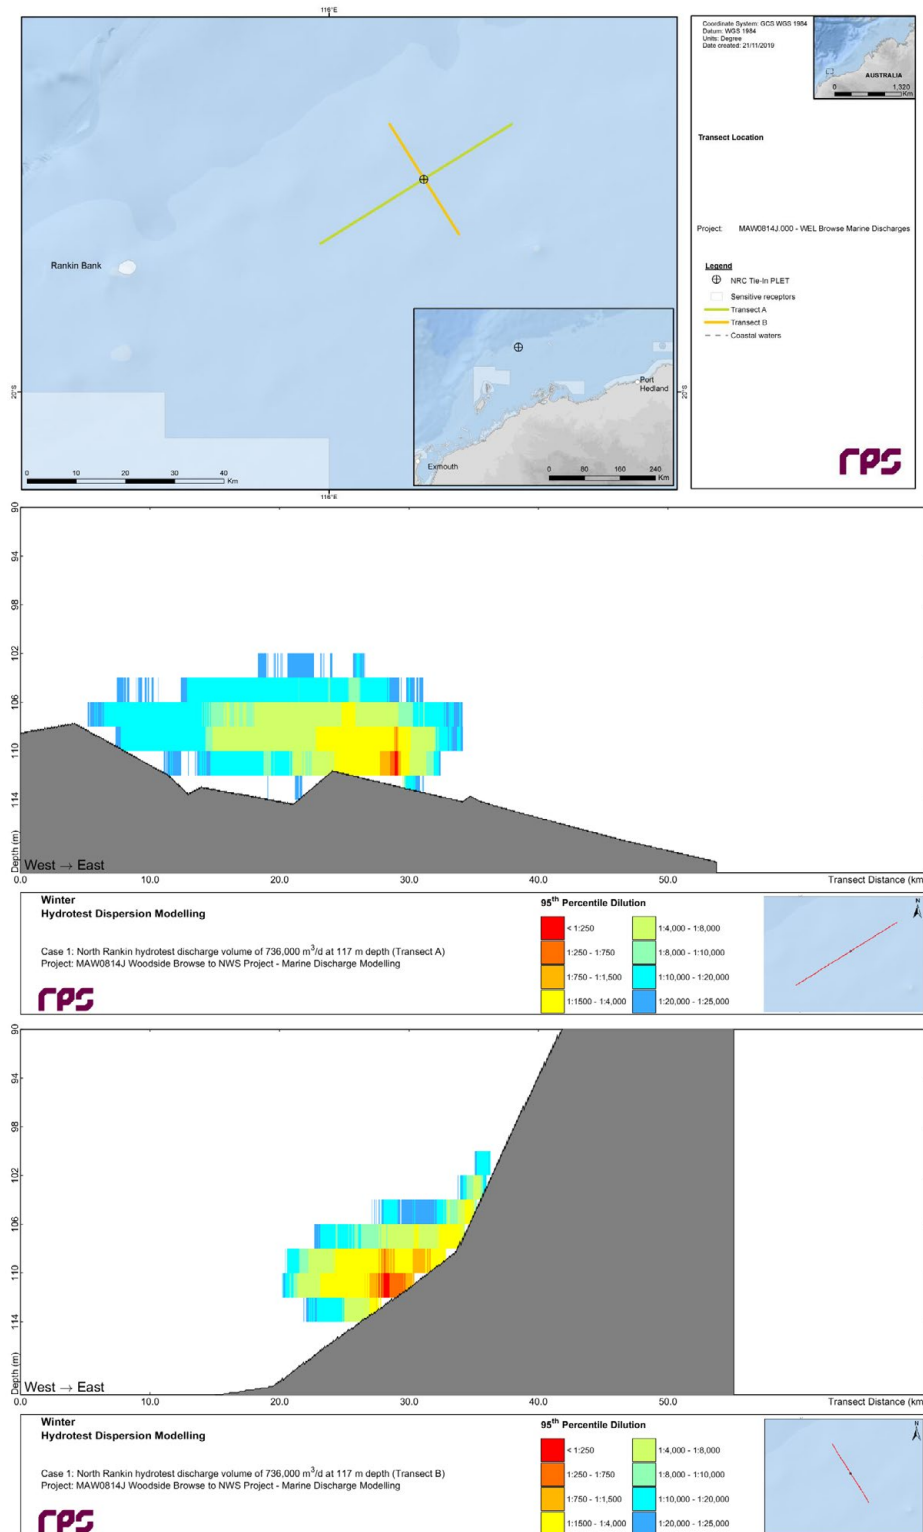 116°E
Coordinate System: GCS WGS 1984
Datum: WGS 1984
Units: Degree
Date created: 21/11/2019
AUSTRALIA
0 1,320
Km
Transect Location
Project: MAW0814J.000 - WEL Browse Marine Discharges
Legend
NRC Tie-In PLET
Sensitive receptors
Transect A
Transect B
Coastal waters
rps
Rankin Bank
20°S
20°S
Port
Hedland
Exmouth
0 80 160 240
Km
0 10 20 30 40
Km
116°E
90
94
98
102
106
110
114
Depth (m)
West → East
0.0 10.0 20.0 30.0 40.0 50.0 Transect Distance (km
Winter
Hydrotest Dispersion Modelling
Case 1: North Rankin hydrotest discharge volume of 736,000 m³/d at 117 m depth (Transect A)
Project: MAW0814J Woodside Browse to NWS Project - Marine Discharge Modelling
rps
95th Percentile Dilution
< 1:250 1:4,000 - 1:8,000
1:250 - 1:750 1:8,000 - 1:10,000
1:750 - 1:1,500 1:10,000 - 1:20,000
1:1500 - 1:4,000 1:20,000 - 1:25,000
N
90
94
98
102
106
110
114
Depth (m)
West → East
0.0 10.0 20.0 30.0 40.0 50.0 Transect Distance (km
Winter
Hydrotest Dispersion Modelling
Case 1: North Rankin hydrotest discharge volume of 736,000 m³/d at 117 m depth (Transect B)
Project: MAW0814J Woodside Browse to NWS Project - Marine Discharge Modelling
rps
95th Percentile Dilution
< 1:250 1:4,000 - 1:8,000
1:250 - 1:750 1:8,000 - 1:10,000
1:750 - 1:1,500 1:10,000 - 1:20,000
1:1500 - 1:4,000 1:20,000 - 1:25,000
N